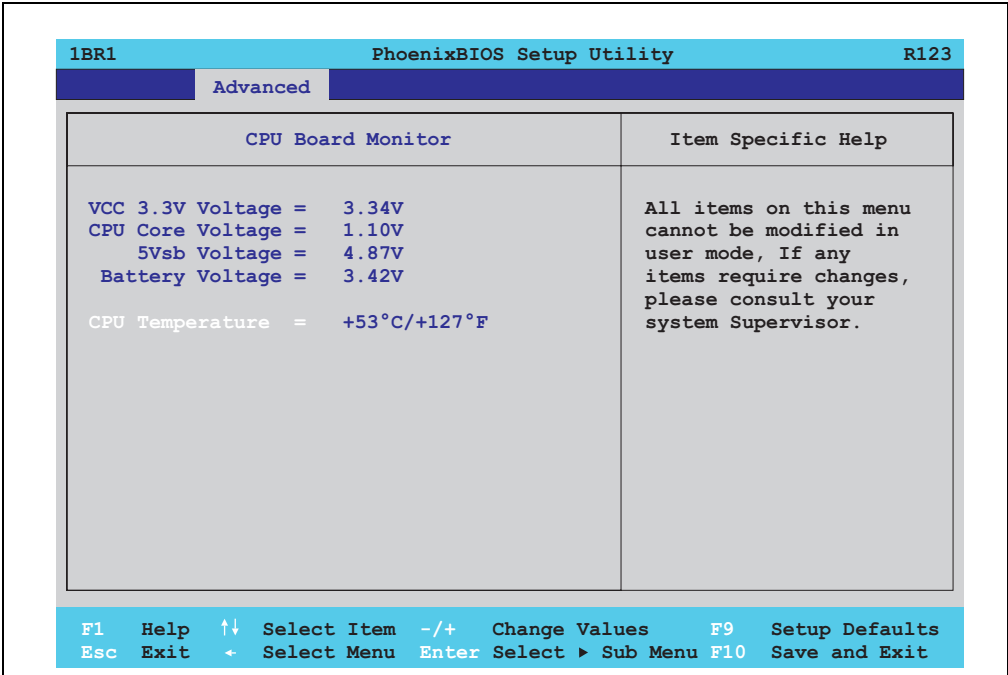 1BR1 PhoenixBIOS Setup Utility R123
Advanced
CPU Board Monitor
Item Specific Help
VCC 3.3V Voltage = 3.34V
CPU Core Voltage = 1.10V
5Vsb Voltage = 4.87V
Battery Voltage = 3.42V
CPU Temperature = +53°C/+127°F
All items on this menu
cannot be modified in
user mode, If any
items require changes,
please consult your
system Supervisor.
F1 Help ↑↓ Select Item -/+ Change Values F9 Setup Defaults
Esc Exit ← Select Menu Enter Select ▶ Sub Menu F10 Save and Exit